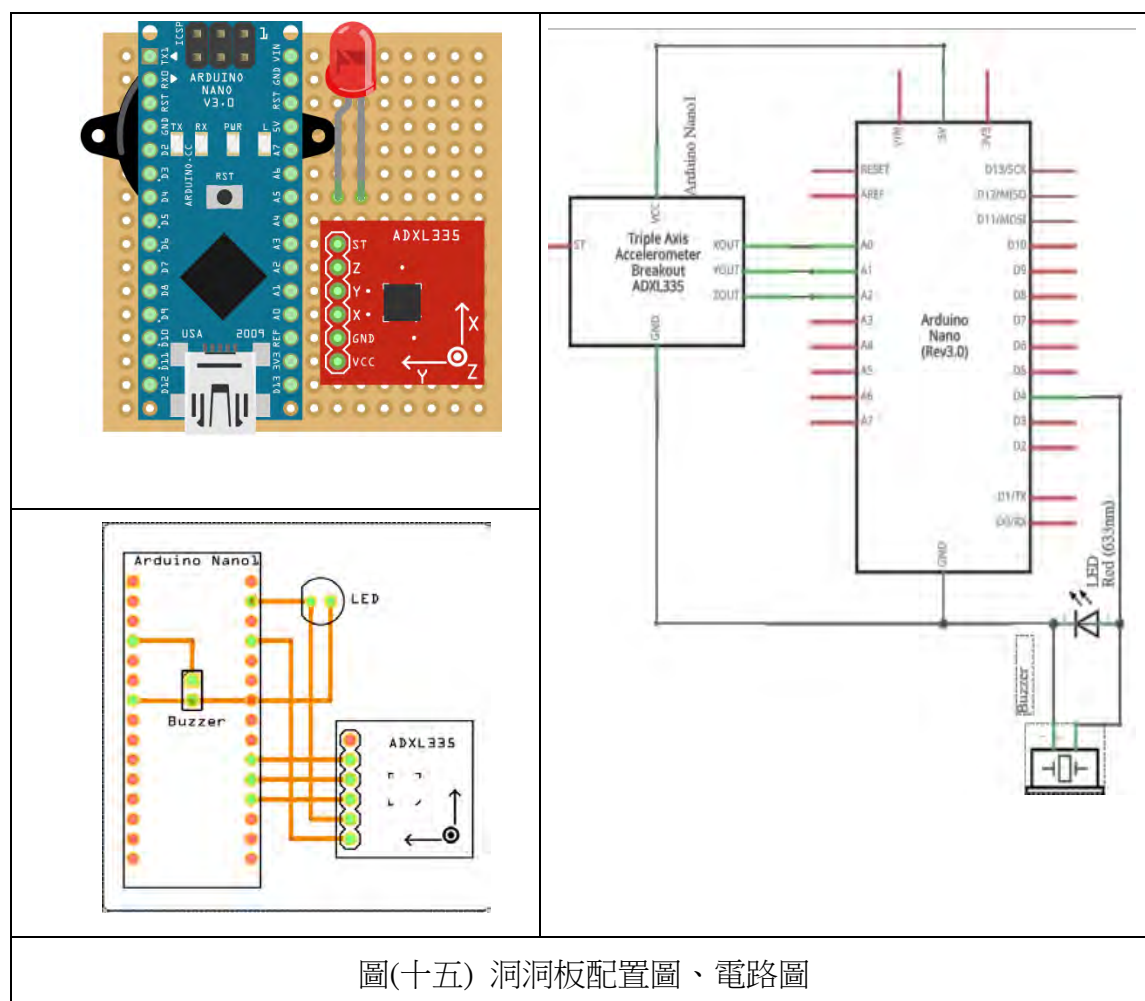 ICSP
1
ARDUINO
NANO
V3.0
TX RX PWR L
ARDUINO.CC
RST
USA 2009
TX1
RX0
RST
GND
D2
D3
D4
D5
D6
D7
D8
D9
D10
D11
D12
VIN
GND
RST
5V
A7
A6
A5
A4
A3
A2
A1
A0
REF
3V3
D13
ADXL335
ST
Z
Y
X
GND
VCC
X
Y
Z
Arduino Nano1
LED
Buzzer
ADXL335
Arduino Nano1
VIN
5V
3V3
VCC
ST
Triple Axis
Accelerometer
Breakout
ADXL335
XOUT
YOUT
ZOUT
GND
RESET
AREF
A0
A1
A2
A3
A4
A5
A6
A7
Arduino
Nano
(Rev3.0)
D13/SCK
D12/MISO
D11/MOSI
D10
D9
D8
D7
D6
D5
D4
D3
D2
D1/TX
D0/RX
GND
LED
Red (633nm)
Buzzer
圖(十五) 洞洞板配置圖、電路圖